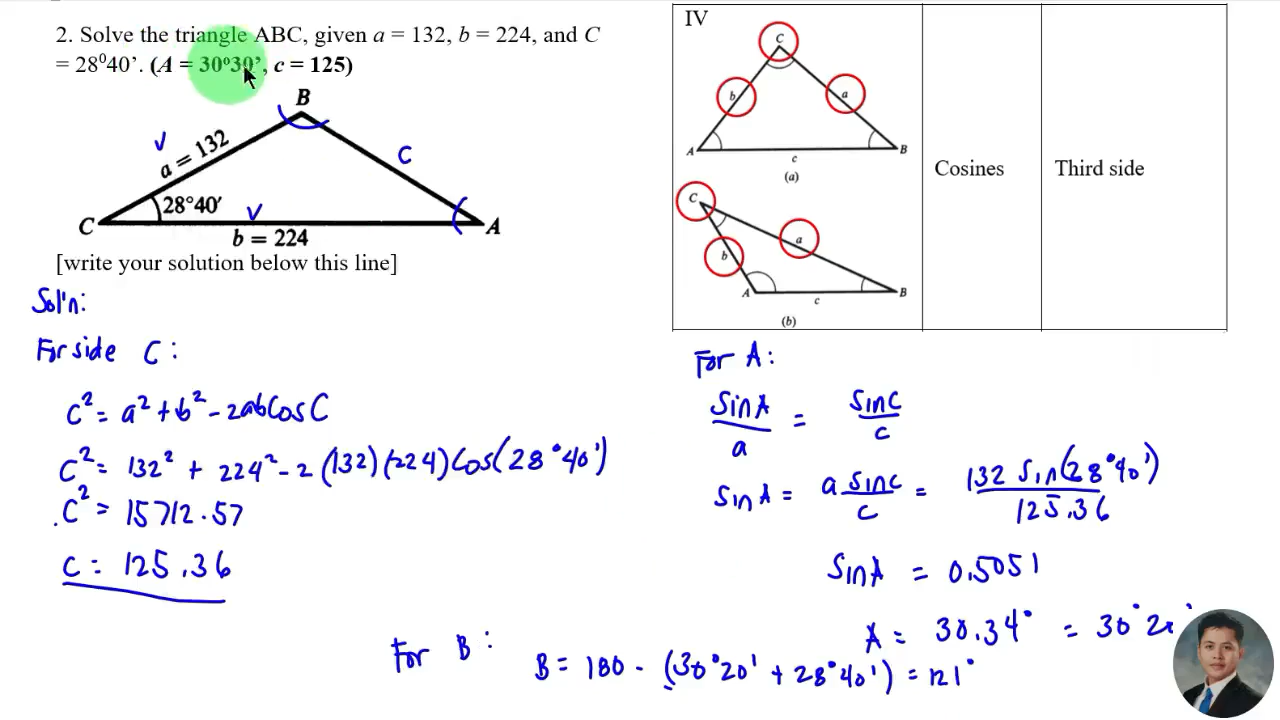 2. Solve the triangle ABC, given a = 132, b = 224, and C
= 28⁰40’. (A = 30⁰30’, c = 125)
B
a = 132
c
28°40′
C
A
b = 224
[write your solution below this line]
Sol'n:
For side C:
c² = a² + b² - 2ab Cos C
c² = 132² + 224² - 2 (132)(224) Cos(28°40')
c² = 15712.57
c = 125.36
IV
C
b
a
A
B
c
(a)
C
a
b
A
B
c
(b)
Cosines
Third side
For A:
SinA / a = SinC / c
SinA = a SinC / c = 132 Sin(28°40') / 125.36
SinA = 0.5051
A = 30.34° = 30°
For B:
B = 180 - (30°20' + 28°40') = 121°